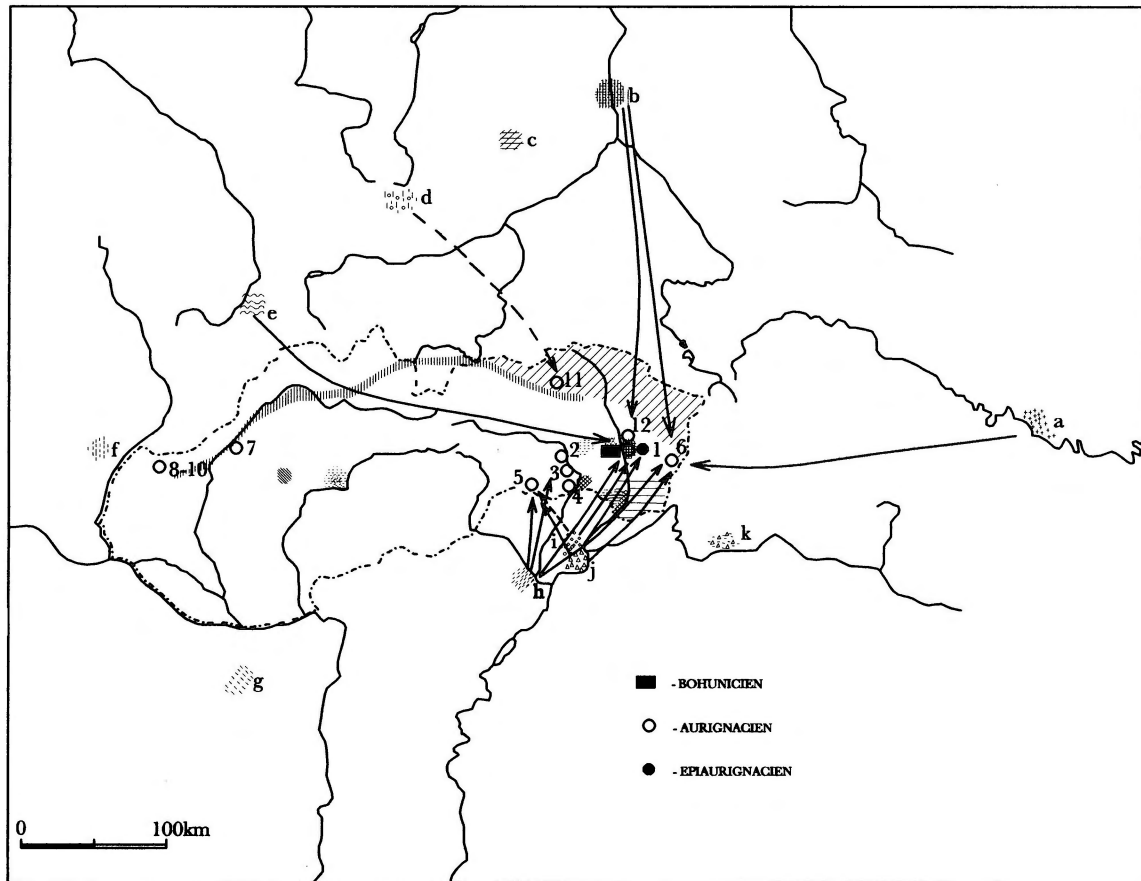 b
c
d
e
11
12
a
f
7
2
1
6
8-10
3
5
4
i
k
j
h
g
- BOHUNICIEN
- AURIGNACIEN
- EPIAURIGNACIEN
0
100km